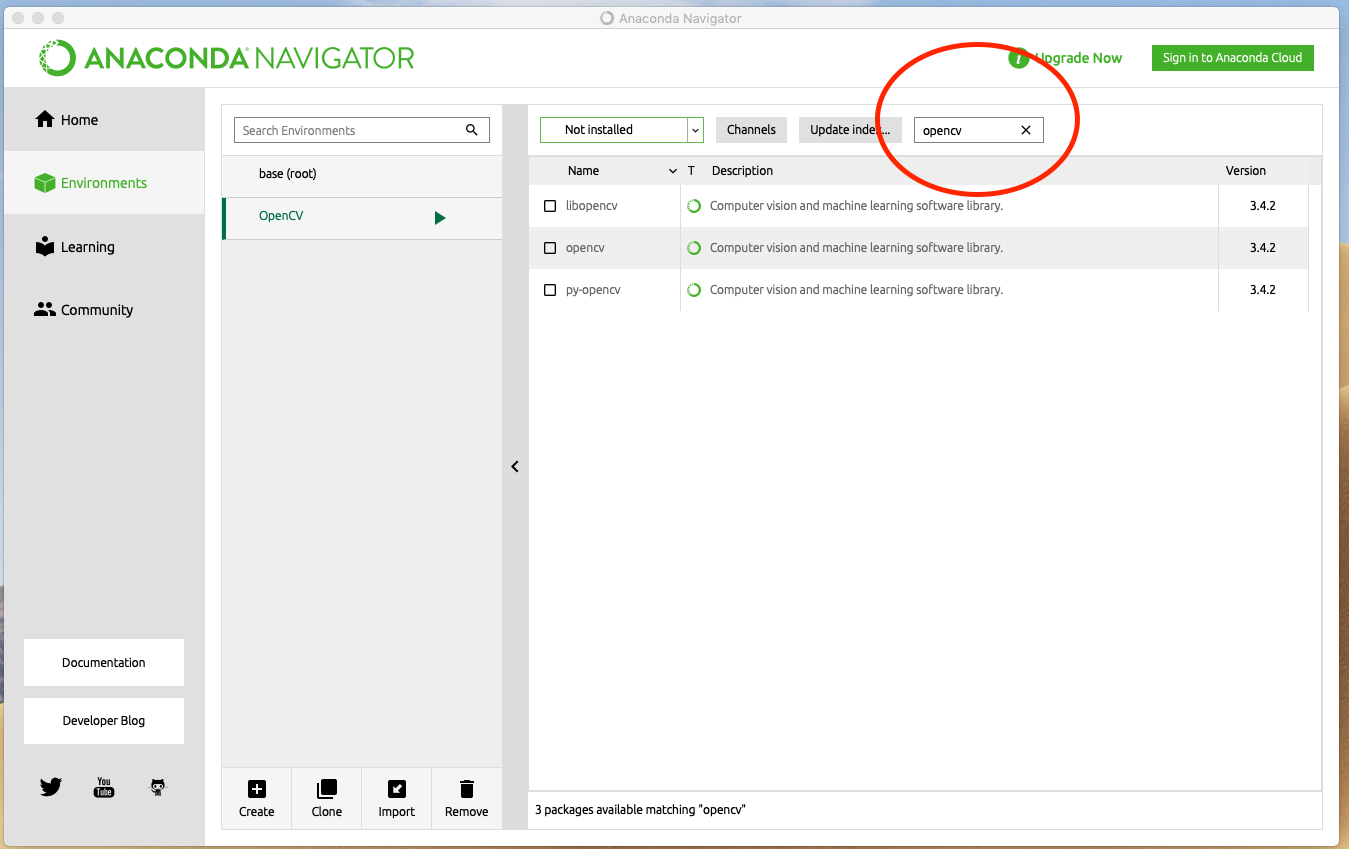 Anaconda Navigator
ANACONDA NAVIGATOR
i Upgrade Now
Sign in to Anaconda Cloud
Home
Environments
Learning
Community
Documentation
Developer Blog
You Tube
Search Environments
base (root)
OpenCV
Create Clone Import Remove
Not installed Channels Update index... opencv
Name T Description Version
libopencv Computer vision and machine learning software library. 3.4.2
opencv Computer vision and machine learning software library. 3.4.2
py-opencv Computer vision and machine learning software library. 3.4.2
3 packages available matching "opencv"